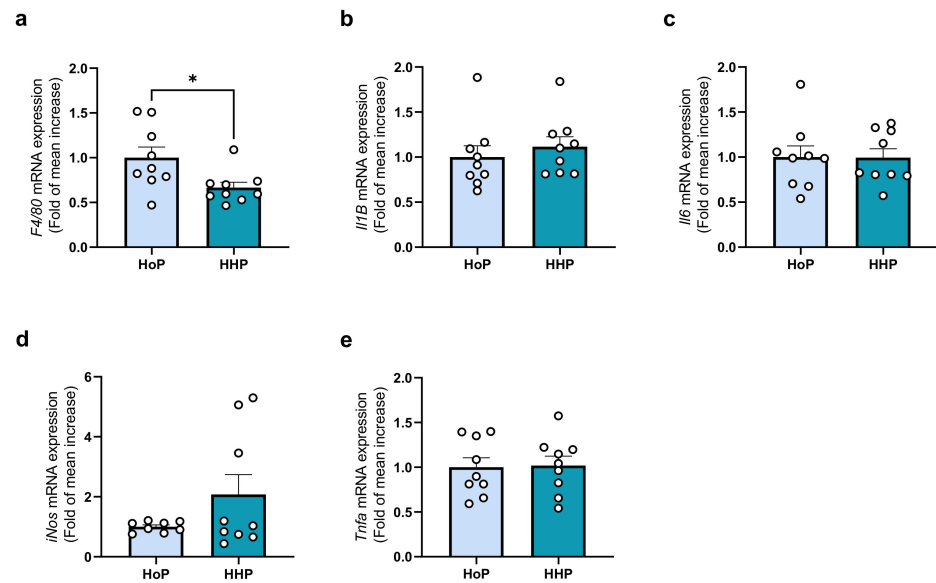 a
F4/80 mRNA expression
(Fold of mean increase)
2.0
1.5
1.0
0.5
0.0
*
HoP
HHP
b
Il1B mRNA expression
(Fold of mean increase)
2.0
1.5
1.0
0.5
0.0
HoP
HHP
c
Il6 mRNA expression
(Fold of mean increase)
2.0
1.5
1.0
0.5
0.0
HoP
HHP
d
iNos mRNA expression
(Fold of mean increase)
6
4
2
0
HoP
HHP
e
Tnfa mRNA expression
(Fold of mean increase)
2.0
1.5
1.0
0.5
0.0
HoP
HHP